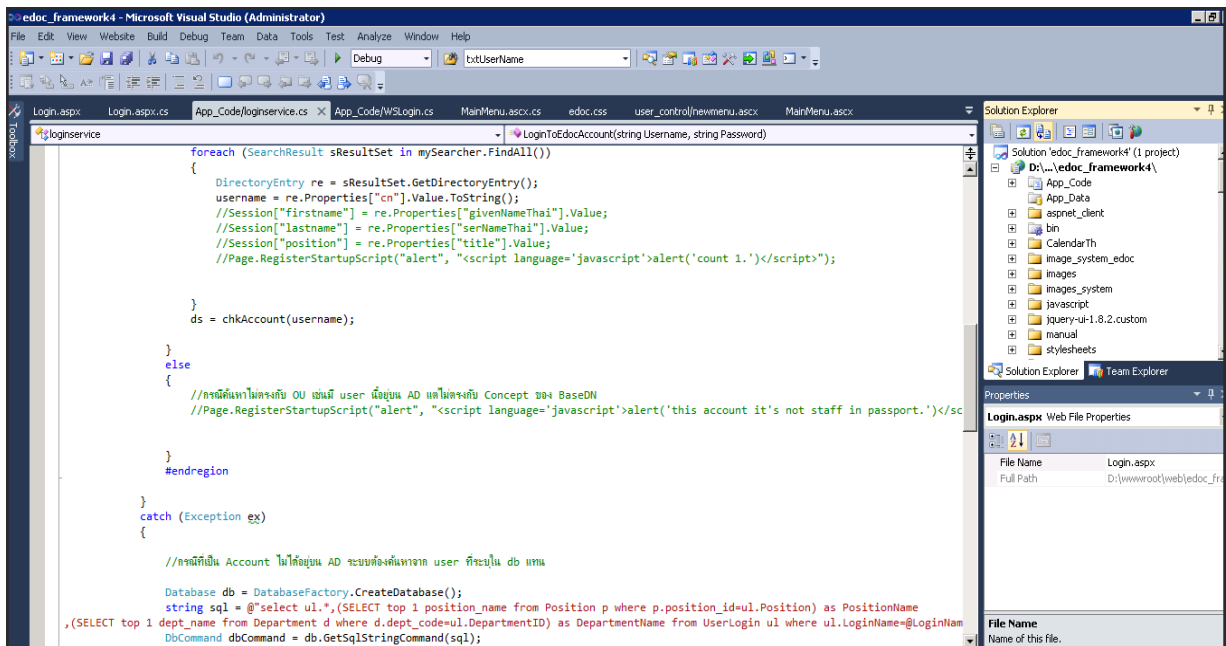 edoc_framework4 - Microsoft Visual Studio (Administrator)
File Edit View Website Build Debug Team Data Tools Test Analyze Window Help
Debug txtUserName
Login.aspx Login.aspx.cs App_Code/loginservice.cs App_Code/WSLogin.cs MainMenu.ascx.cs edoc.css user_control/newmenu.ascx MainMenu.ascx
Toolbox
loginservice LoginToEdocAccount(string Username, string Password)
foreach (SearchResult sResultSet in mySearcher.FindAll())
{
DirectoryEntry re = sResultSet.GetDirectoryEntry();
username = re.Properties["cn"].Value.ToString();
//Session["firstname"] = re.Properties["givenNameThai"].Value;
//Session["lastname"] = re.Properties["serNameThai"].Value;
//Session["position"] = re.Properties["title"].Value;
//Page.RegisterStartupScript("alert", "<script language='javascript'>alert('count 1.')</script>");
}
ds = chkAccount(username);
}
else
{
//กรณีค้นหาไม่ตรงกับ OU เช่นมี user นี้อยู่บน AD แต่ไม่ตรงกับ Concept ของ BaseDN
//Page.RegisterStartupScript("alert", "<script language='javascript'>alert('this account it's not staff in passport.')</sc
}
#endregion
}
catch (Exception ex)
{
//กรณีที่เป็น Account ไม่ได้อยู่บน AD ระบบต้องค้นหาจาก user ที่ระบุใน db แทน
Database db = DatabaseFactory.CreateDatabase();
string sql = @"select ul.*,(SELECT top 1 position_name from Position p where p.position_id=ul.Position) as PositionName
,(SELECT top 1 dept_name from Department d where d.dept_code=ul.DepartmentID) as DepartmentName from UserLogin ul where ul.LoginName=@LoginNam
DbCommand dbCommand = db.GetSqlStringCommand(sql);
Solution Explorer
Solution 'edoc_framework4' (1 project)
D:\...\edoc_framework4\
App_Code
App_Data
aspnet_client
bin
CalendarTh
image_system_edoc
images
images_system
javascript
jquery-ui-1.8.2.custom
manual
stylesheets
Solution Explorer Team Explorer
Properties
Login.aspx Web File Properties
File Name Login.aspx
Full Path D:\wwwroot\web\edoc_fra
File Name
Name of this file.